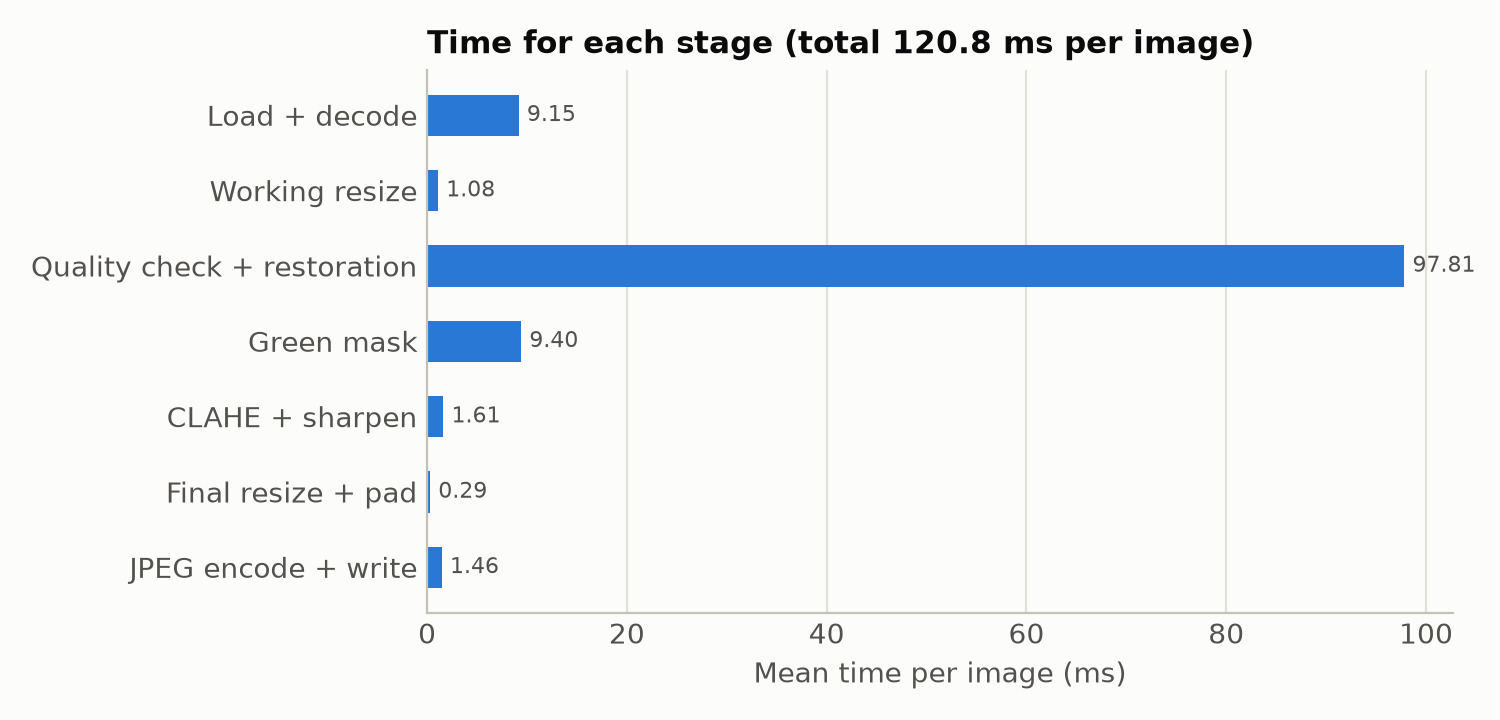 Time for each stage (total 120.8 ms per image)
Load + decode 9.15
Working resize 1.08
Quality check + restoration 97.81
Green mask 9.40
CLAHE + sharpen 1.61
Final resize + pad 0.29
JPEG encode + write 1.46
0 20 40 60 80 100
Mean time per image (ms)